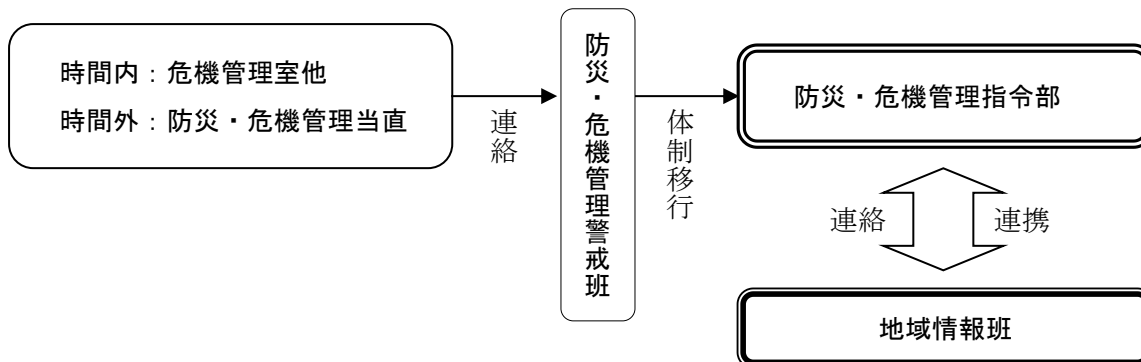 時間内：危機管理室他
時間外：防災・危機管理当直
連絡
防災・危機管理警戒班
体制移行
防災・危機管理指令部
連絡
連携
地域情報班